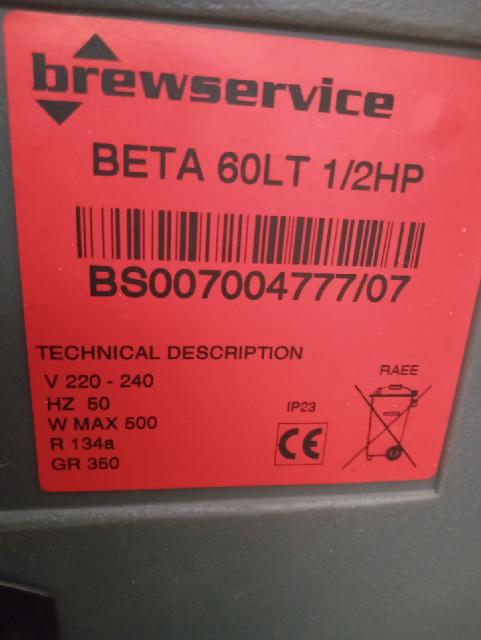 brewservice
BETA 60LT 1/2HP
BS007004777/07
TECHNICAL DESCRIPTION
V 220 - 240
HZ 50
W MAX 500
R 134a
GR 350
IP23
CE
RAEE